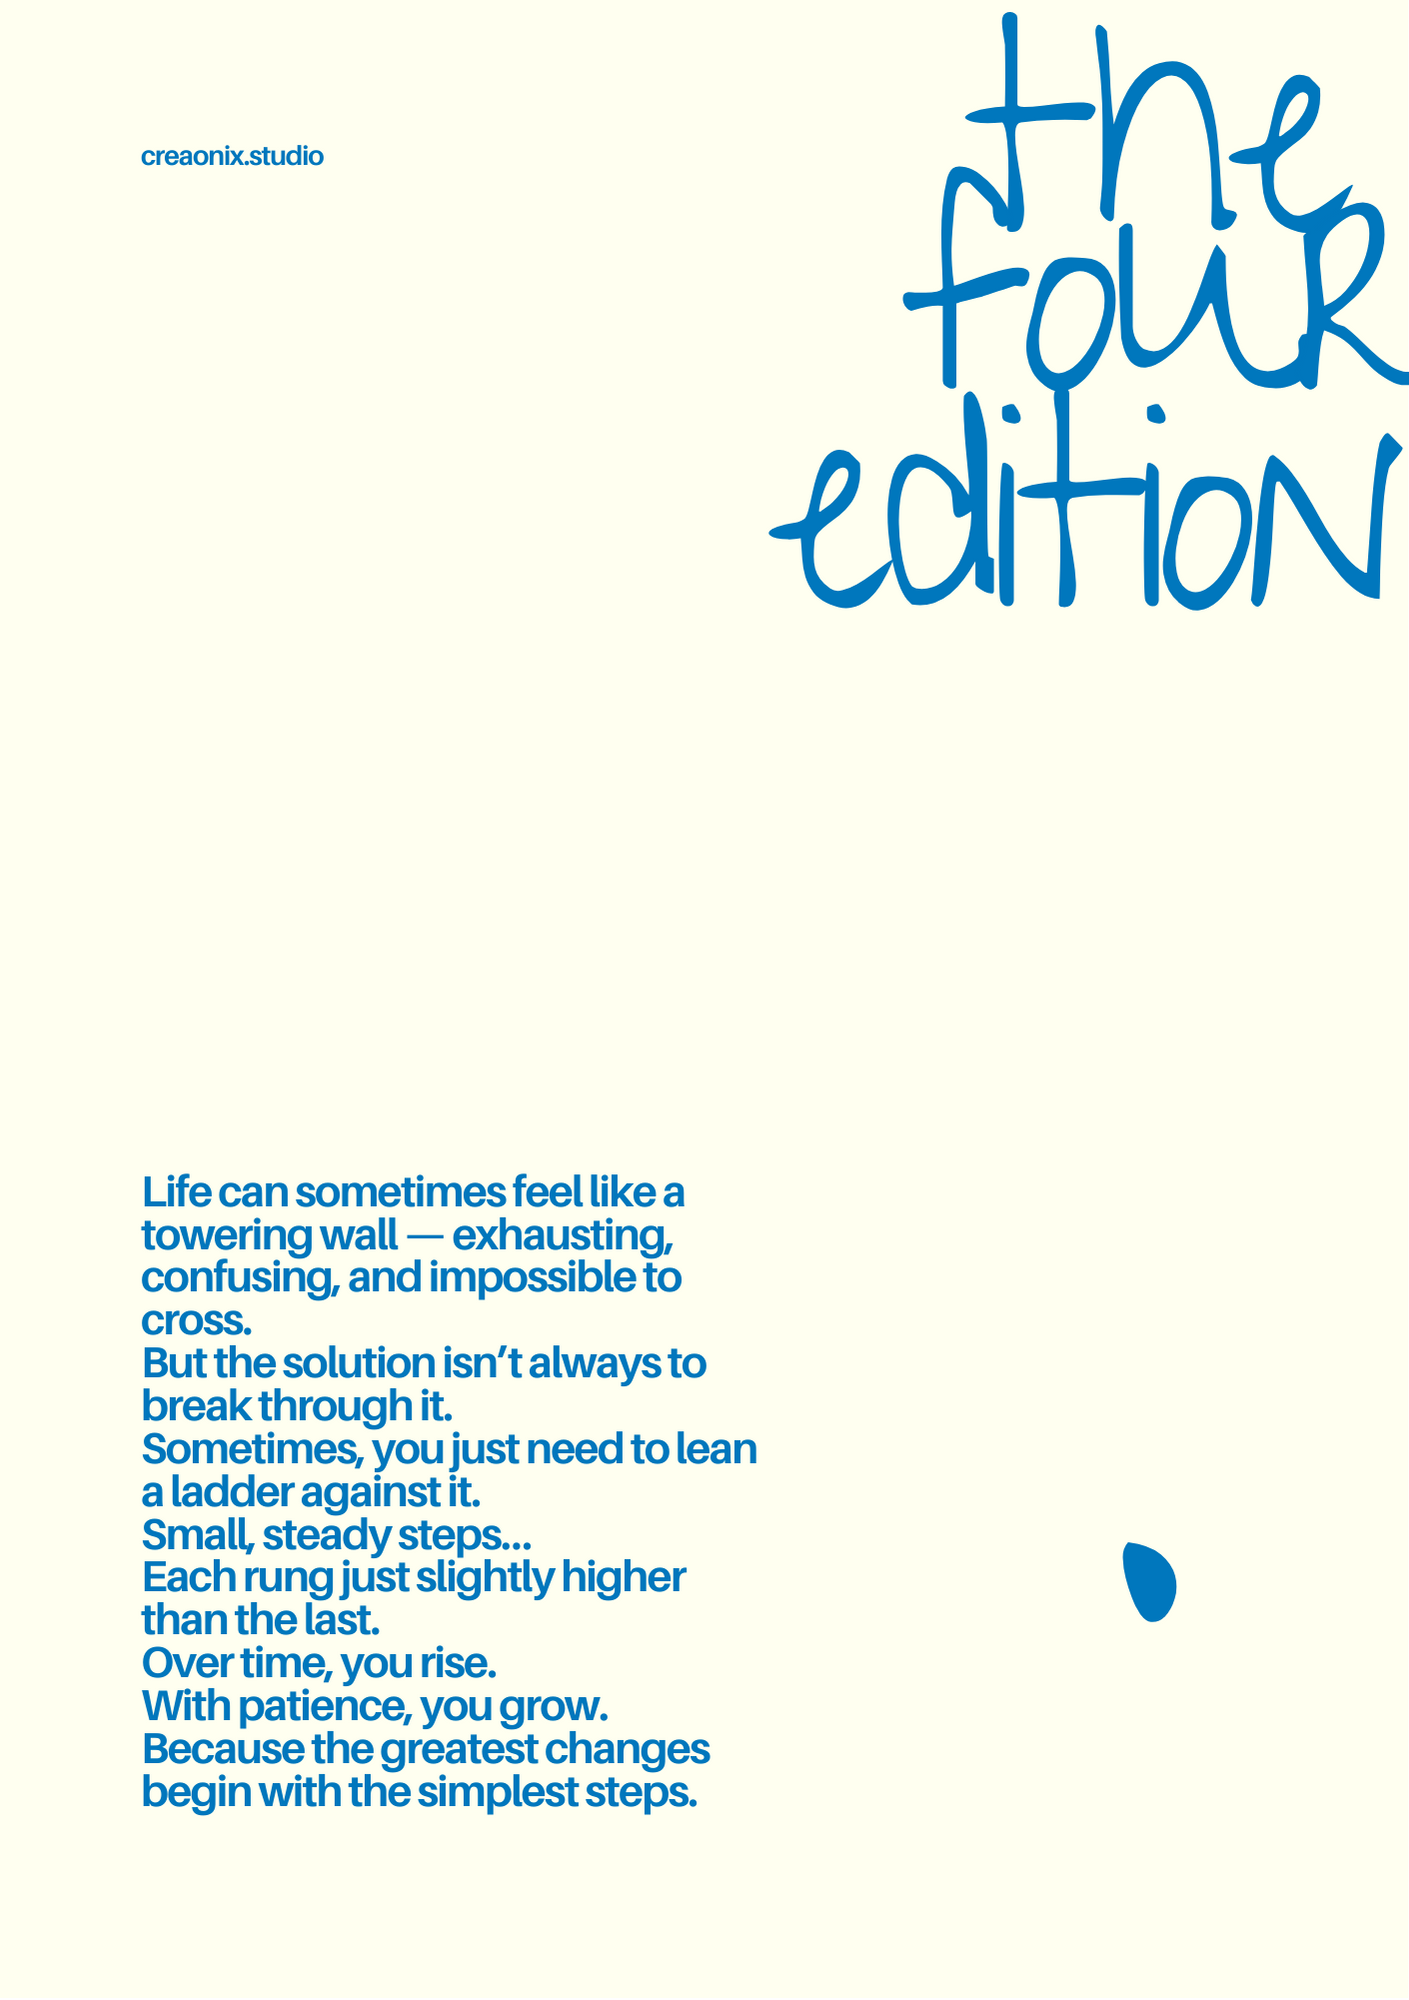 creaonix.studio
the
fouR
editioN
Life can sometimes feel like a
towering wall — exhausting,
confusing, and impossible to
cross.
But the solution isn’t always to
break through it.
Sometimes, you just need to lean
a ladder against it.
Small, steady steps...
Each rung just slightly higher
than the last.
Over time, you rise.
With patience, you grow.
Because the greatest changes
begin with the simplest steps.